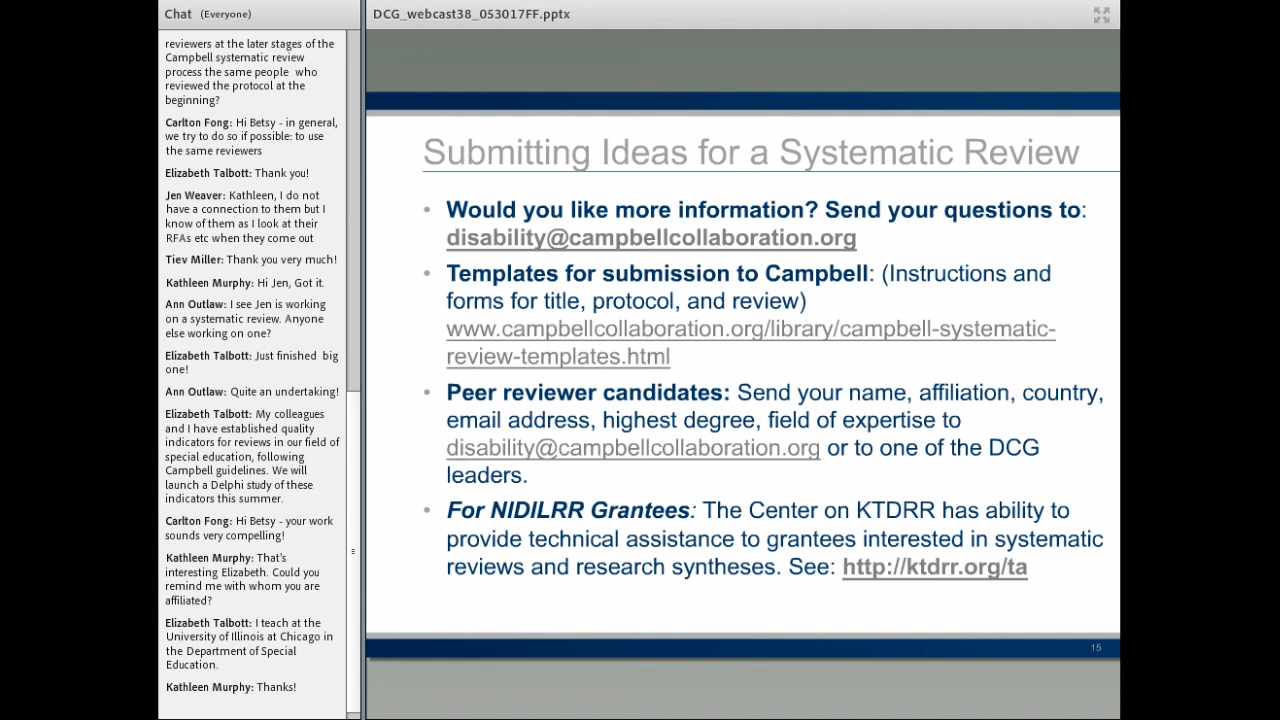 Chat (Everyone)
reviewers at the later stages of the
Campbell systematic review
process the same people who
reviewed the protocol at the
beginning?
Carlton Fong: Hi Betsy - in general,
we try to do so if possible: to use
the same reviewers
Elizabeth Talbott: Thank you!
Jen Weaver: Kathleen, I do not
have a connection to them but I
know of them as I look at their
RFAs etc when they come out
Tiev Miller: Thank you very much!
Kathleen Murphy: Hi Jen, Got it.
Ann Outlaw: I see Jen is working
on a systematic review. Anyone
else working on one?
Elizabeth Talbott: Just finished big
one!
Ann Outlaw: Quite an undertaking!
Elizabeth Talbott: My colleagues
and I have established quality
indicators for reviews in our field of
special education, following
Campbell guidelines. We will
launch a Delphi study of these
indicators this summer.
Carlton Fong: Hi Betsy - your work
sounds very compelling!
Kathleen Murphy: That's
interesting Elizabeth. Could you
remind me with whom you are
affiliated?
Elizabeth Talbott: I teach at the
University of Illinois at Chicago in
the Department of Special
Education.
Kathleen Murphy: Thanks!
DCG_webcast38_053017FF.pptx
Submitting Ideas for a Systematic Review
• Would you like more information? Send your questions to:
disability@campbellcollaboration.org
• Templates for submission to Campbell: (Instructions and
forms for title, protocol, and review)
www.campbellcollaboration.org/library/campbell-systematic-
review-templates.html
• Peer reviewer candidates: Send your name, affiliation, country,
email address, highest degree, field of expertise to
disability@campbellcollaboration.org or to one of the DCG
leaders.
• For NIDILRR Grantees: The Center on KTDRR has ability to
provide technical assistance to grantees interested in systematic
reviews and research syntheses. See: http://ktdrr.org/ta
15